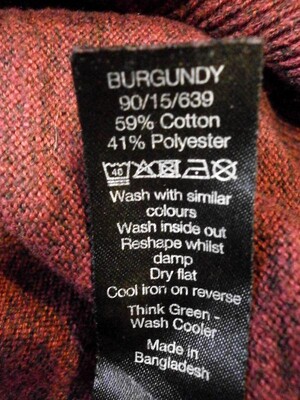 BURGUNDY
90/15/639
59% Cotton
41% Polyester
40
Wash with similar
colours
Wash inside out
Reshape whilst
damp
Dry flat
Cool iron on reverse
Think Green -
Wash Cooler
Made in
Bangladesh